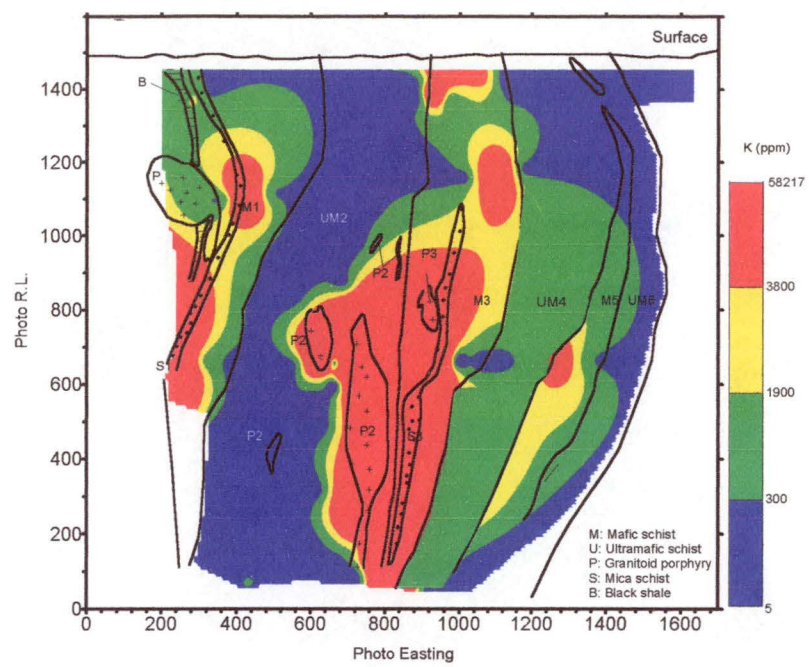 Surface
1400
1200
1000
800
600
400
200
0
Photo R.L.
B
P
M1
UM2
P2
P3
P2
M3
UM4
M5
UM6
S
P2
P2
S3
K (ppm)
58217
3800
1900
300
5
M: Mafic schist
U: Ultramafic schist
P: Granitoid porphyry
S: Mica schist
B: Black shale
0
200
400
600
800
1000
1200
1400
1600
Photo Easting